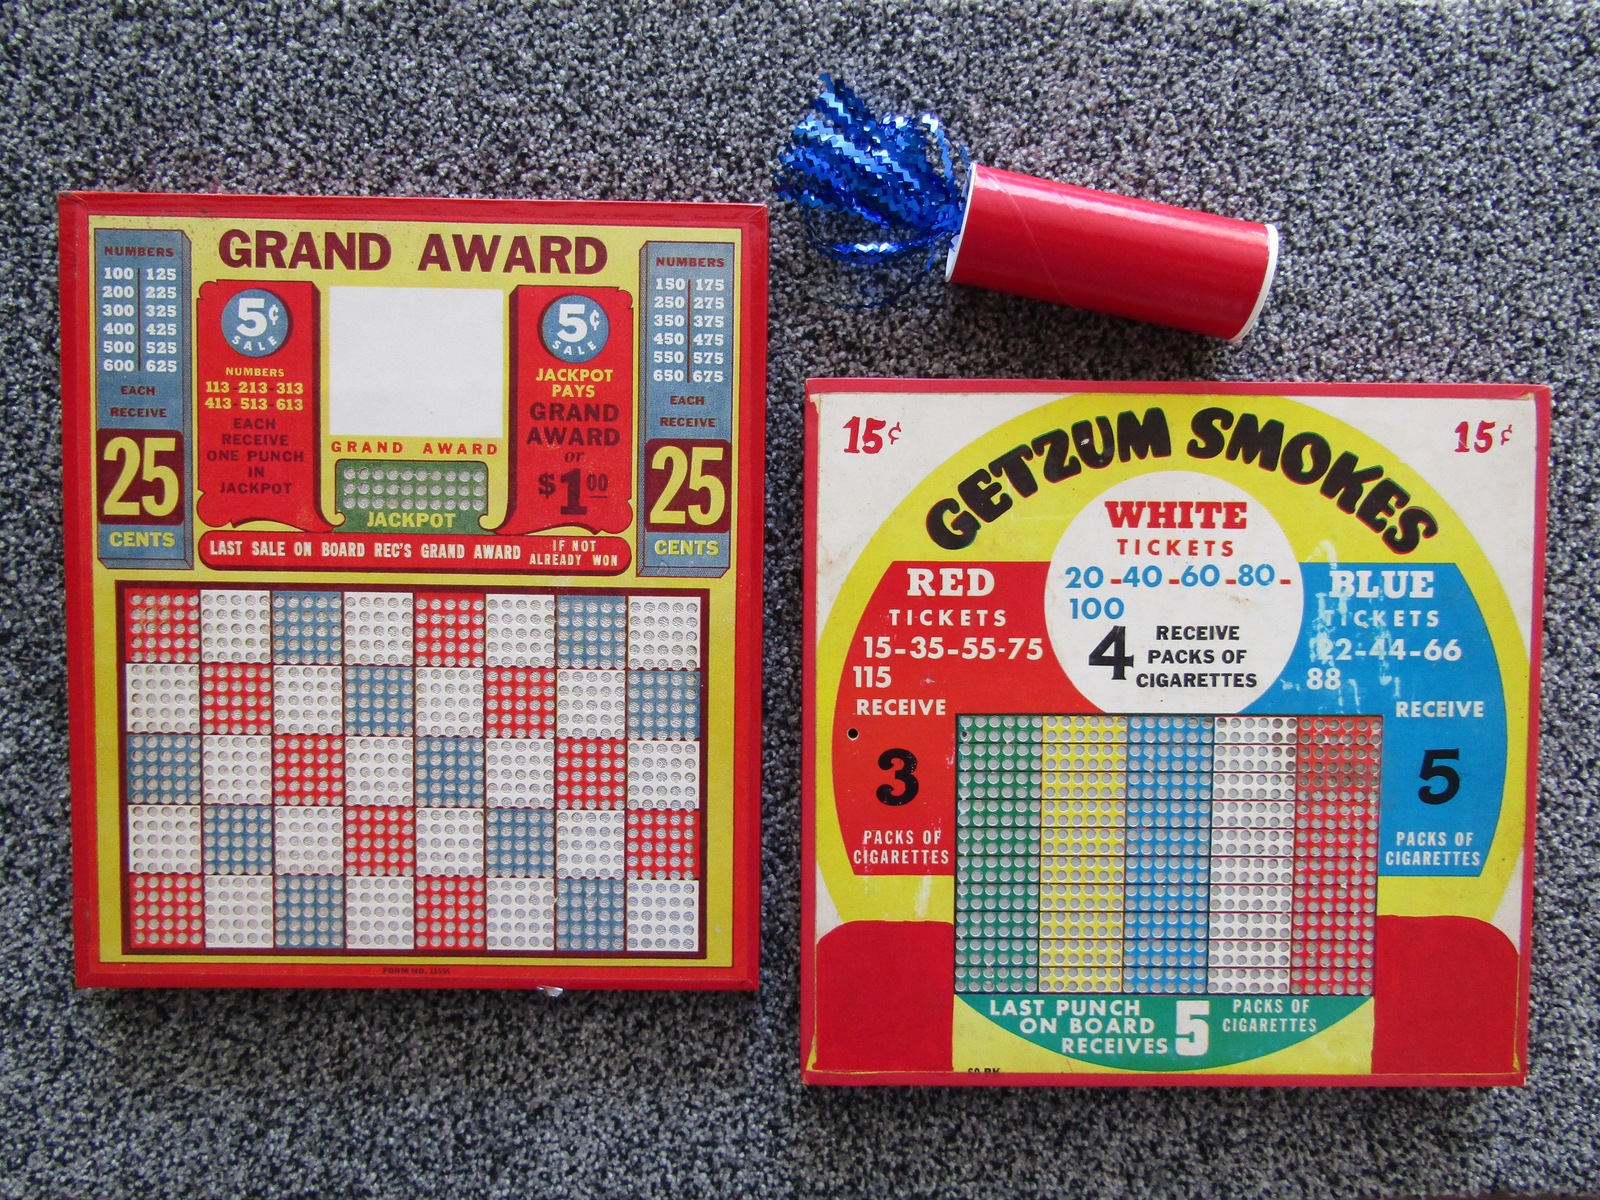 GRAND AWARD
NUMBERS
100 125
200 225
300 325
400 425
500 525
600 625
EACH
RECEIVE
25
CENTS
5¢
SALE
NUMBERS
113-213-313
413-513-613
EACH
RECEIVE
ONE PUNCH
IN
JACKPOT
GRAND AWARD
JACKPOT
5¢
SALE
JACKPOT
PAYS
GRAND
AWARD
or
$1.00
NUMBERS
150 175
250 275
350 375
450 475
550 575
650 675
EACH
RECEIVE
25
CENTS
LAST SALE ON BOARD REC'S GRAND AWARD IF NOT
ALREADY WON
FORM NO.
15¢
15¢
GETZUM SMOKES
WHITE
TICKETS
20-40-60-80-
100
4 RECEIVE
PACKS OF
CIGARETTES
RED
TICKETS
15-35-55-75
115
RECEIVE
3
PACKS OF
CIGARETTES
BLUE
TICKETS
22-44-66
88
RECEIVE
5
PACKS OF
CIGARETTES
LAST PUNCH
ON BOARD
RECEIVES 5 PACKS OF
CIGARETTES